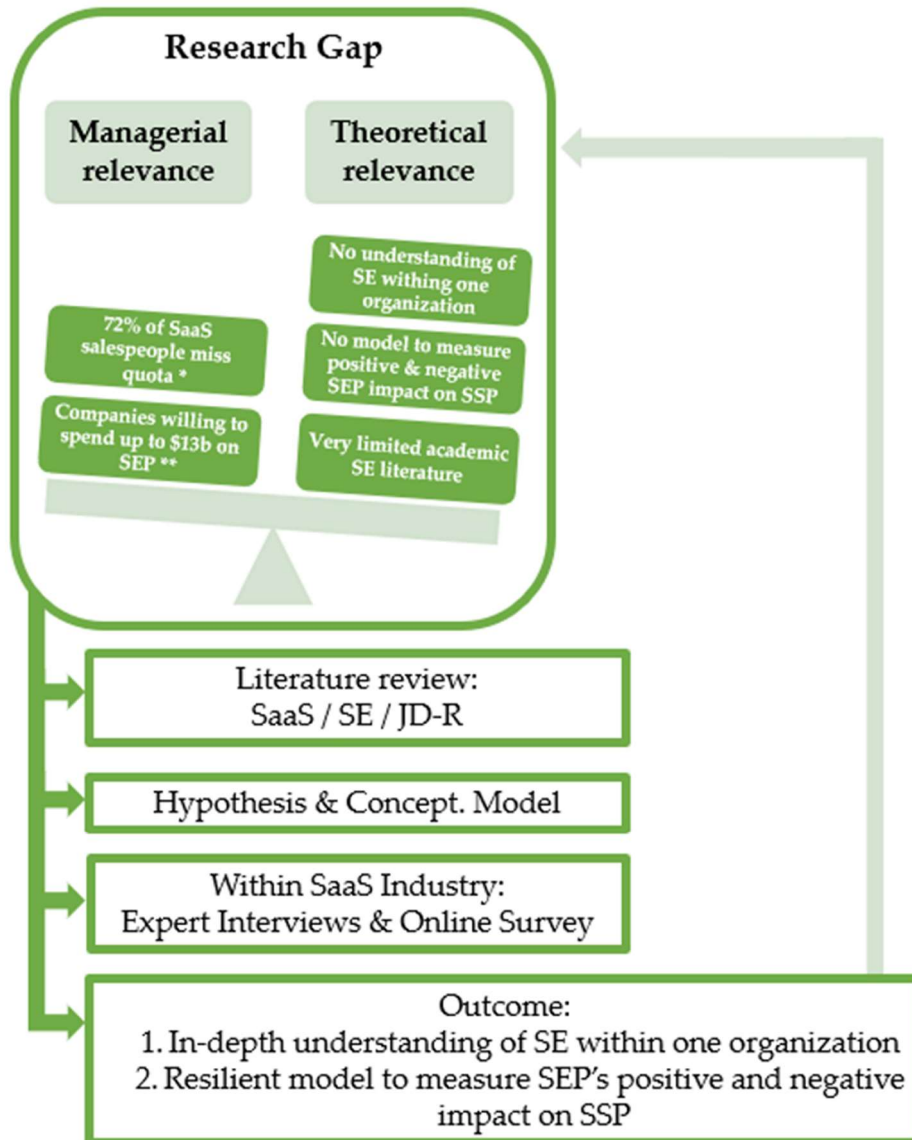 Research Gap
Managerial
relevance
Theoretical
relevance
72% of SaaS
salespeople miss
quota *
Companies willing to
spend up to $13b on
SEP **
No understanding of
SE withing one
organization
No model to measure
positive & negative
SEP impact on SSP
Very limited academic
SE literature
Literature review:
SaaS / SE / JD-R
Hypothesis & Concept. Model
Within SaaS Industry:
Expert Interviews & Online Survey
Outcome:
1. In-depth understanding of SE within one organization
2. Resilient model to measure SEP's positive and negative
impact on SSP